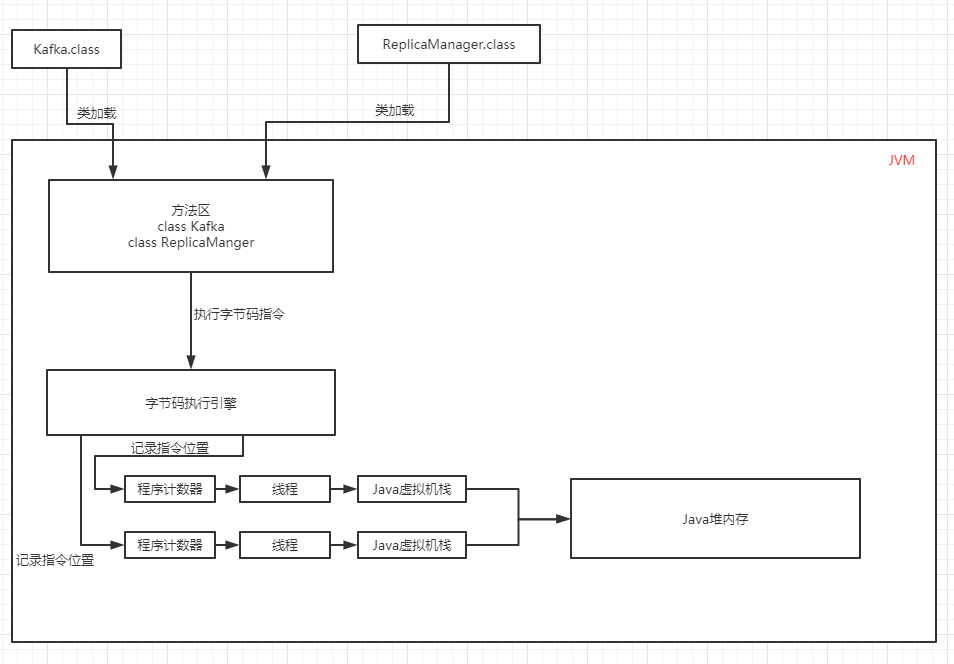 Kafka.class
ReplicaManager.class
类加载
类加载
JVM
方法区
class Kafka
class ReplicaManger
执行字节码指令
字节码执行引擎
记录指令位置
程序计数器
线程
Java虚拟机栈
Java堆内存
程序计数器
线程
Java虚拟机栈
记录指令位置